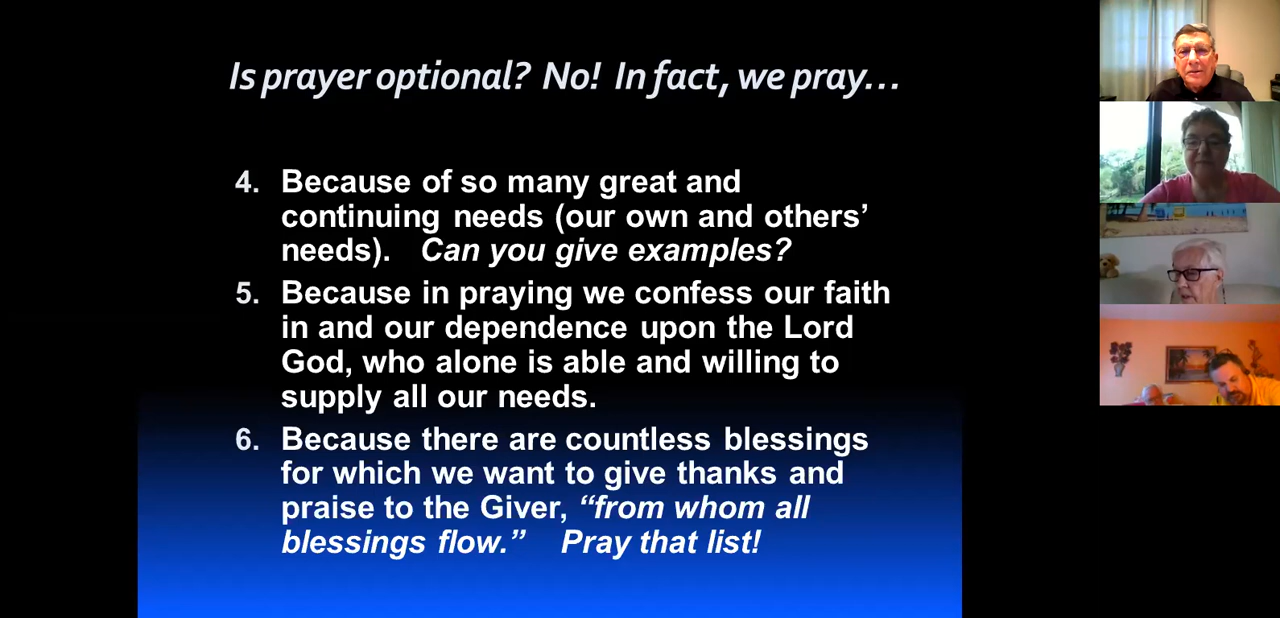 Is prayer optional? No! In fact, we pray…
4. Because of so many great and
continuing needs (our own and others’
needs). Can you give examples?
5. Because in praying we confess our faith
in and our dependence upon the Lord
God, who alone is able and willing to
supply all our needs.
6. Because there are countless blessings
for which we want to give thanks and
praise to the Giver, “from whom all
blessings flow.” Pray that list!